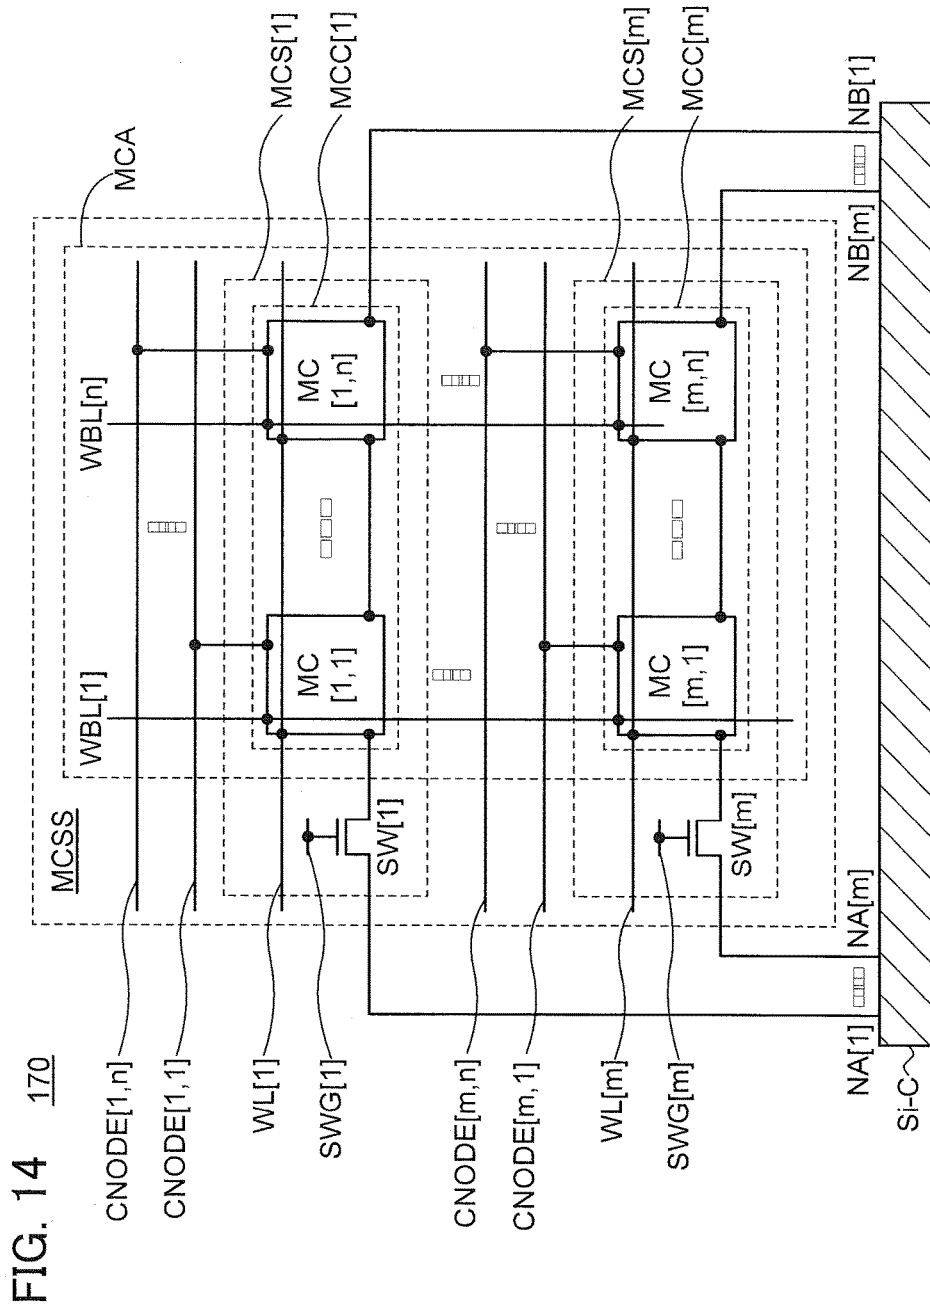 FIG. 14
170
MCSS
WBL[1]
WBL[n]
MCA
CNODE[1,n]
CNODE[1,1]
MCS[1]
MCC[1]
WL[1]
MC
[1,1]
MC
[1,n]
SWG[1]
SW[1]
CNODE[m,n]
CNODE[m,1]
MCS[m]
MCC[m]
WL[m]
MC
[m,1]
MC
[m,n]
SWG[m]
SW[m]
NA[1]
NA[m]
NB[m]
NB[1]
Si-C